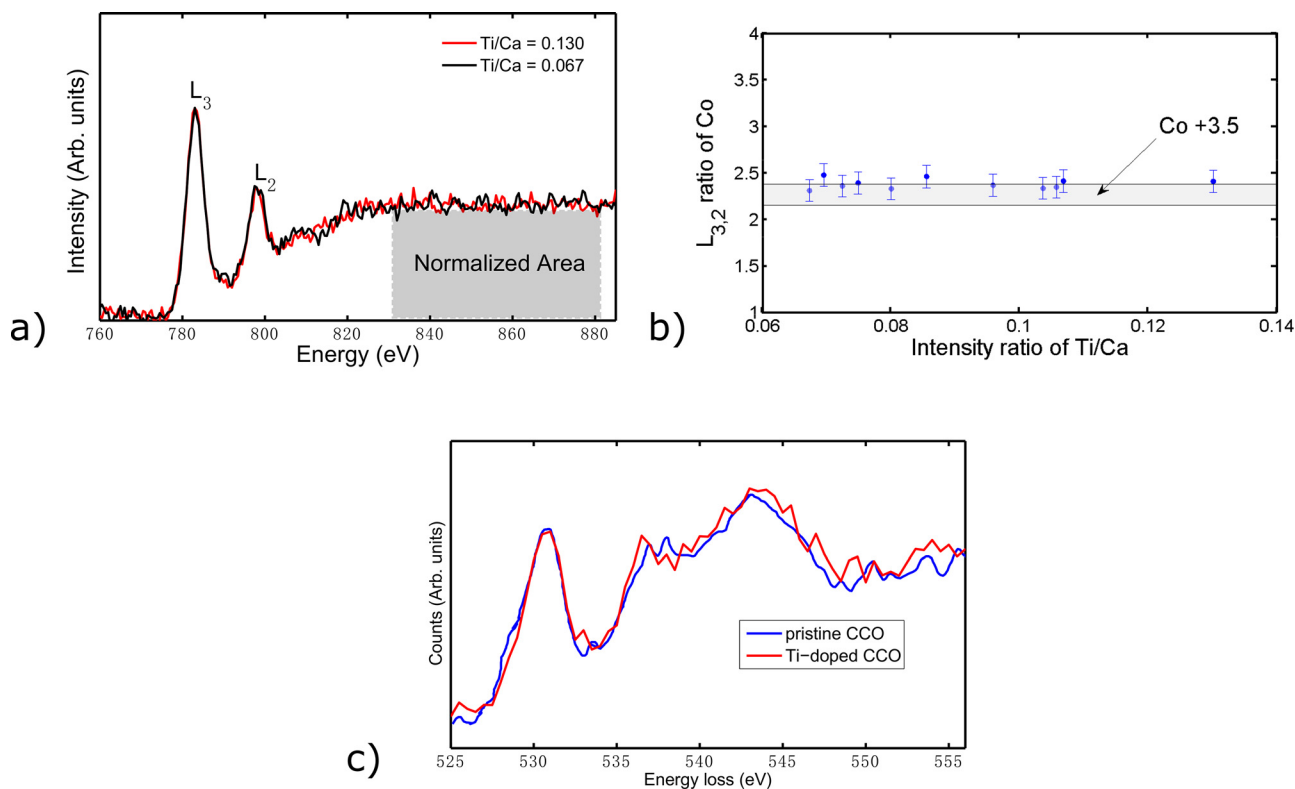 Ti/Ca = 0.130
Ti/Ca = 0.067
L3
L2
Normalized Area
Intensity (Arb. units)
760 780 800 820 840 860 880
Energy (eV)
a)
4
3.5
3
2.5
2
1.5
1
Co +3.5
L3,2 ratio of Co
0.06 0.08 0.1 0.12 0.14
Intensity ratio of Ti/Ca
b)
Counts (Arb. units)
pristine CCO
Ti-doped CCO
525 530 535 540 545 550 555
Energy loss (eV)
c)